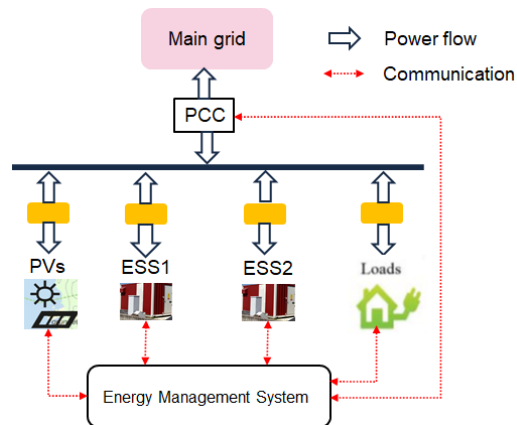 Main grid
Power flow
Communication
PCC
PVs
ESS1
ESS2
Loads
Energy Management System